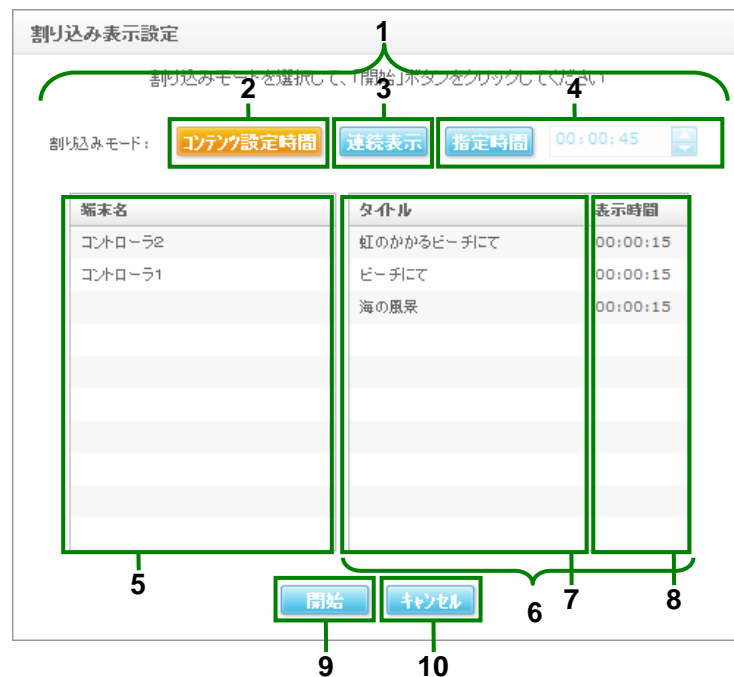 割り込み表示設定
1
割り込みモードを選択して、「開始」ボタンをクリックしてください
2 3 4
割り込みモード: コンテンツ設定時間 連続表示 指定時間 00:00:45
端末名 タイトル 表示時間
コントローラ2 虹のかかるビーチにて 00:00:15
コントローラ1 ビーチにて 00:00:15
海の風景 00:00:15
5 6 7 8
開始 キャンセル
9 10